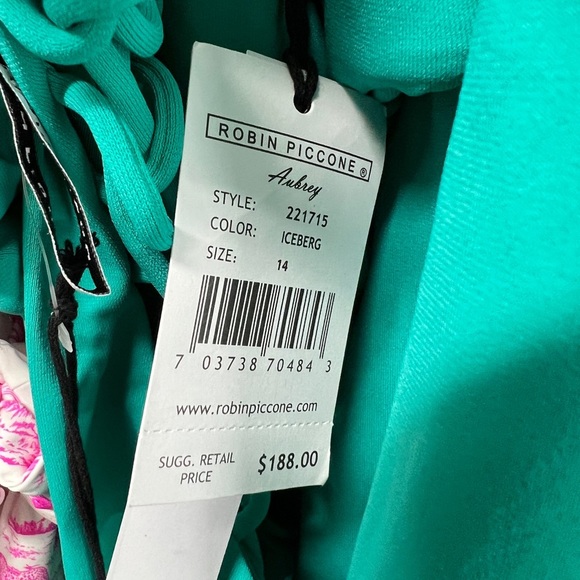 ROBIN PICCONE®
Aubrey
STYLE: 221715
COLOR: ICEBERG
SIZE: 14
7 03738 70484 3
www.robinpiccone.com
SUGG. RETAIL PRICE $188.00